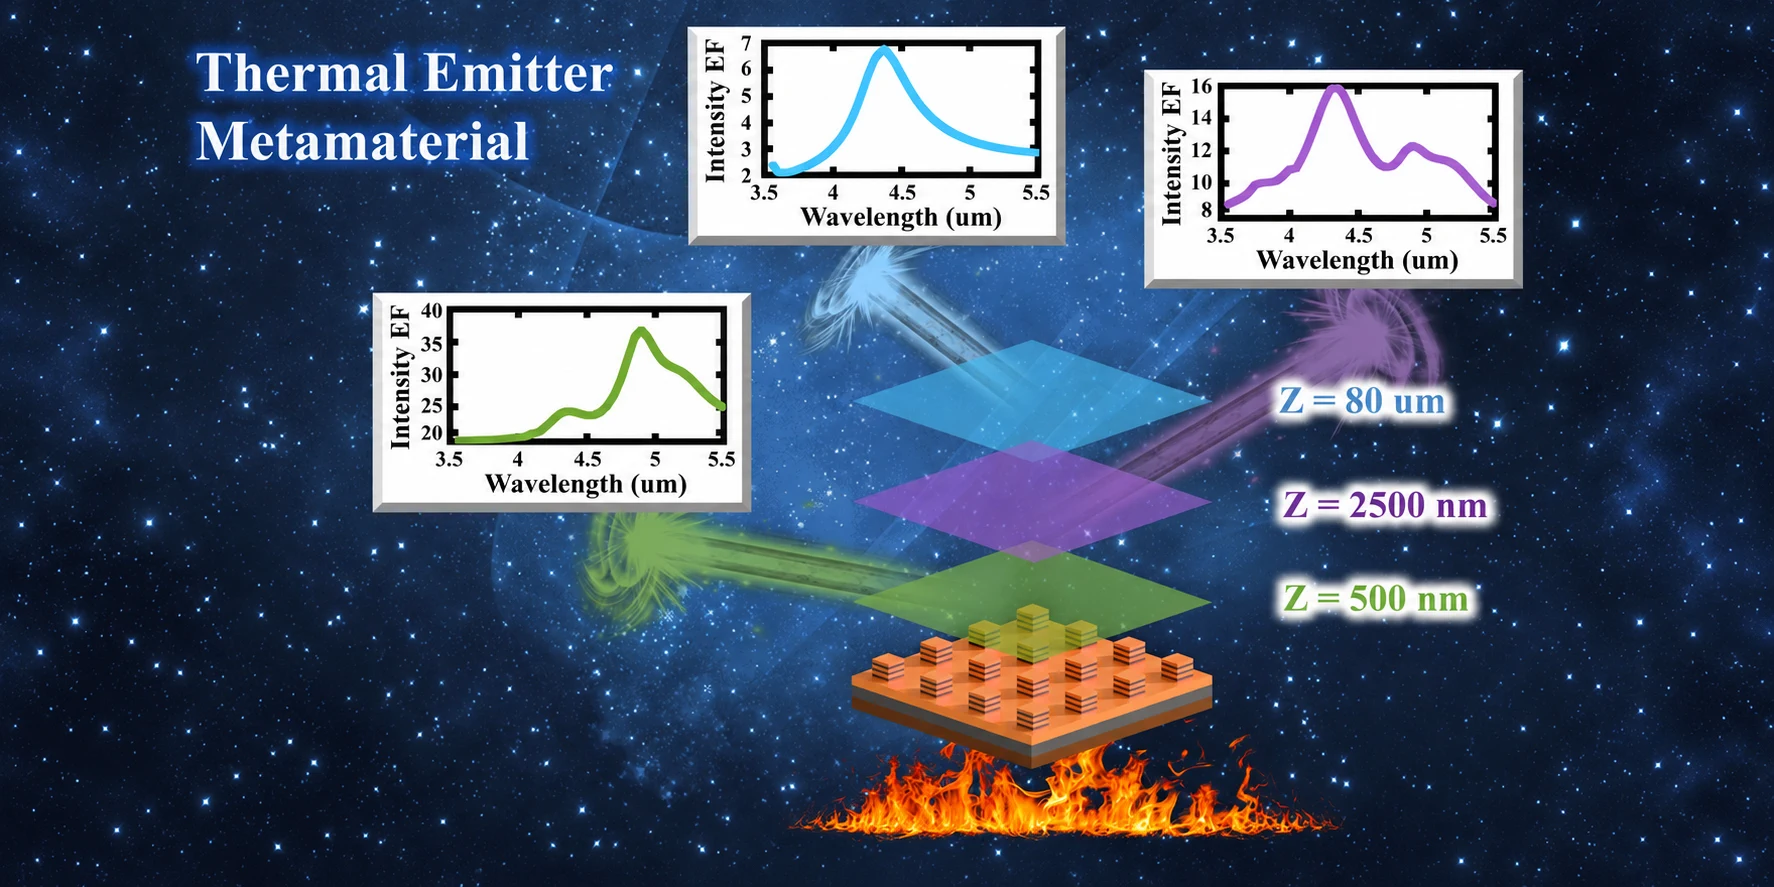 Thermal Emitter
Metamaterial
Intensity EF
7
6
5
4
3
2
3.5 4 4.5 5 5.5
Wavelength (um)
Intensity EF
16
14
12
10
8
3.5 4 4.5 5 5.5
Wavelength (um)
Intensity EF
40
35
30
25
20
3.5 4 4.5 5 5.5
Wavelength (um)
Z = 80 um
Z = 2500 nm
Z = 500 nm